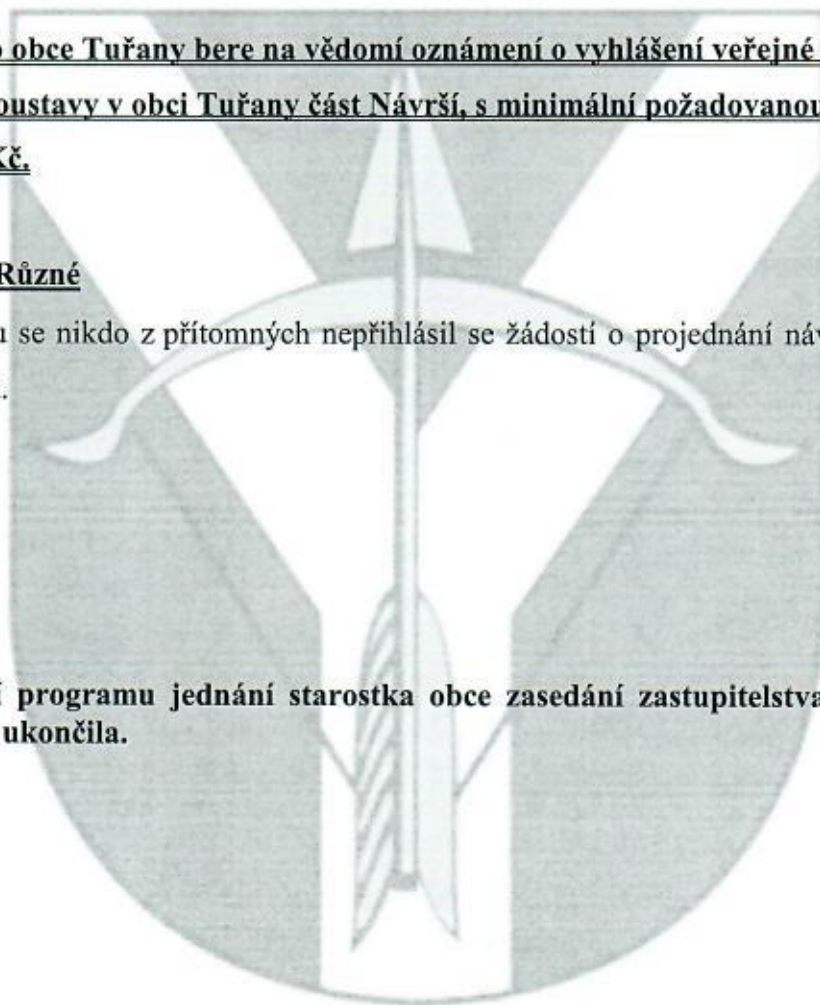 obce Tuřany bere na vědomí oznámení o vyhlášení veřejné
oustavy v obci Tuřany část Návrší, s minimální požadovanou
Kč.
Různé
u se nikdo z přítomných nepřihlásil se žádostí o projednání náv
í programu jednání starostka obce zasedání zastupitelstva
ukončila.